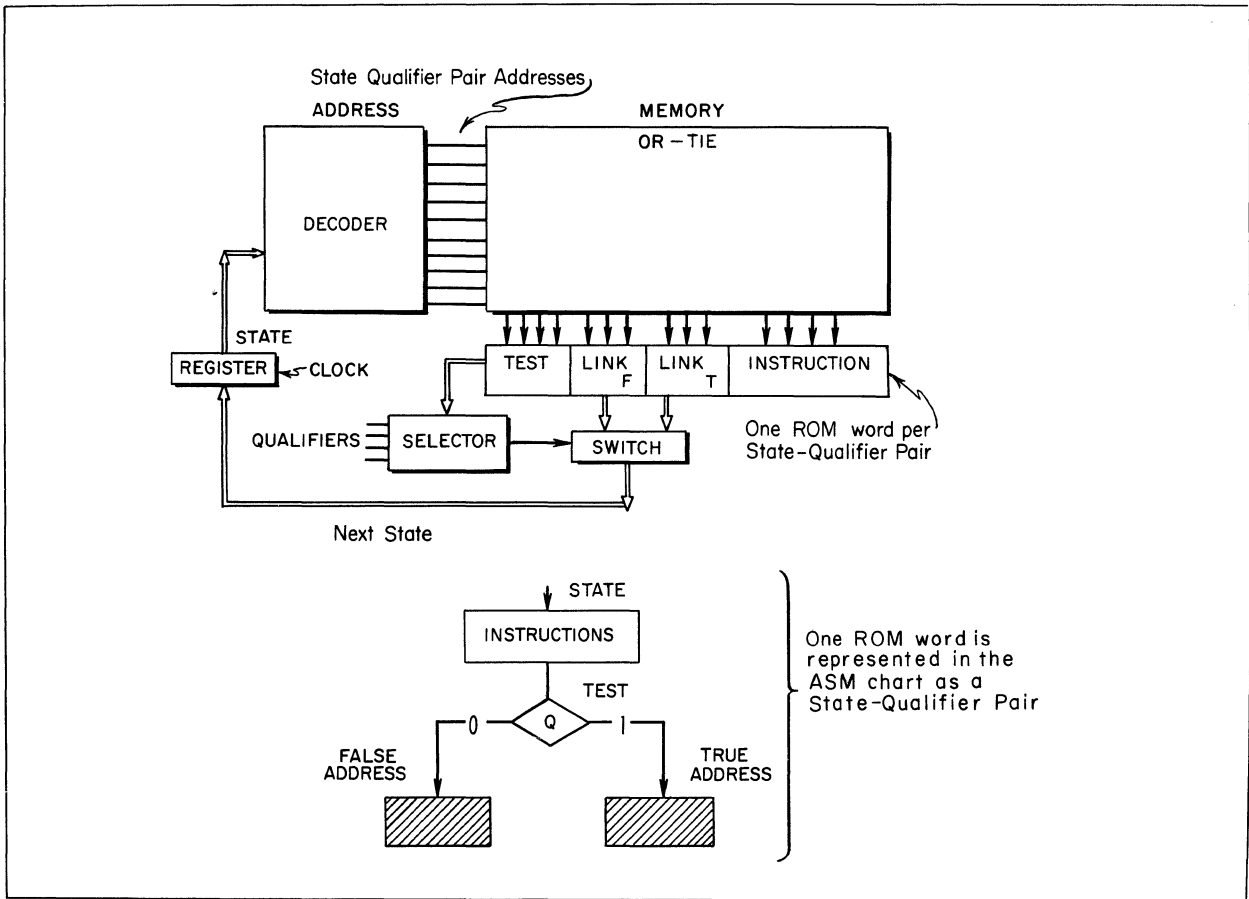 State Qualifier Pair Addresses
ADDRESS
MEMORY
OR – TIE
DECODER
STATE
REGISTER
CLOCK
TEST
LINK F
LINK T
INSTRUCTION
QUALIFIERS
SELECTOR
SWITCH
One ROM word per
State-Qualifier Pair
Next State
STATE
INSTRUCTIONS
TEST
0
Q
1
FALSE
ADDRESS
TRUE
ADDRESS
One ROM word is
represented in the
ASM chart as a
State-Qualifier Pair